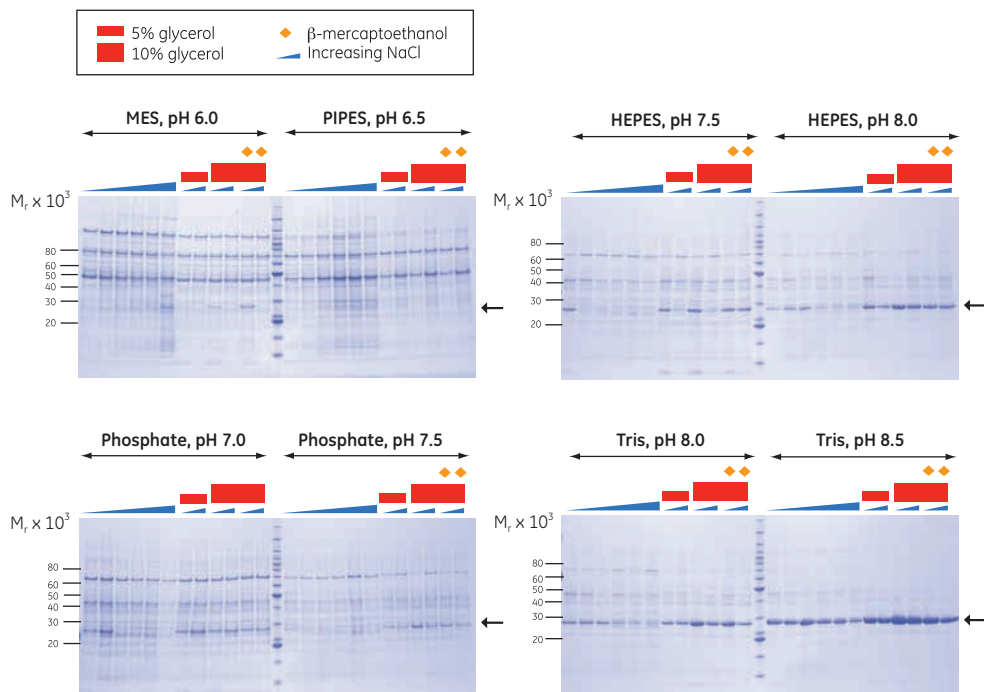 5% glycerol
10% glycerol
β-mercaptoethanol
Increasing NaCl
MES, pH 6.0
PIPES, pH 6.5
Mr x 10³
80
60
50
40
30
20
HEPES, pH 7.5
HEPES, pH 8.0
Mr x 10³
80
60
50
40
30
20
Phosphate, pH 7.0
Phosphate, pH 7.5
Mr x 10³
80
60
50
40
30
20
Tris, pH 8.0
Tris, pH 8.5
Mr x 10³
80
60
50
40
30
20